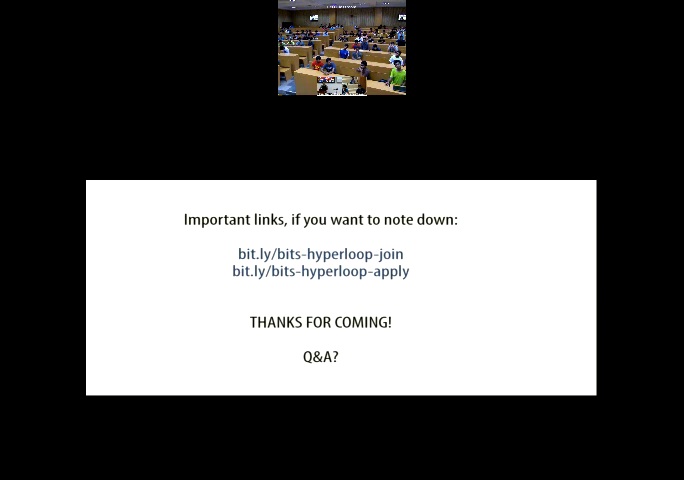 Important links, if you want to note down:
bit.ly/bits-hyperloop-join
bit.ly/bits-hyperloop-apply
THANKS FOR COMING!
Q&A?